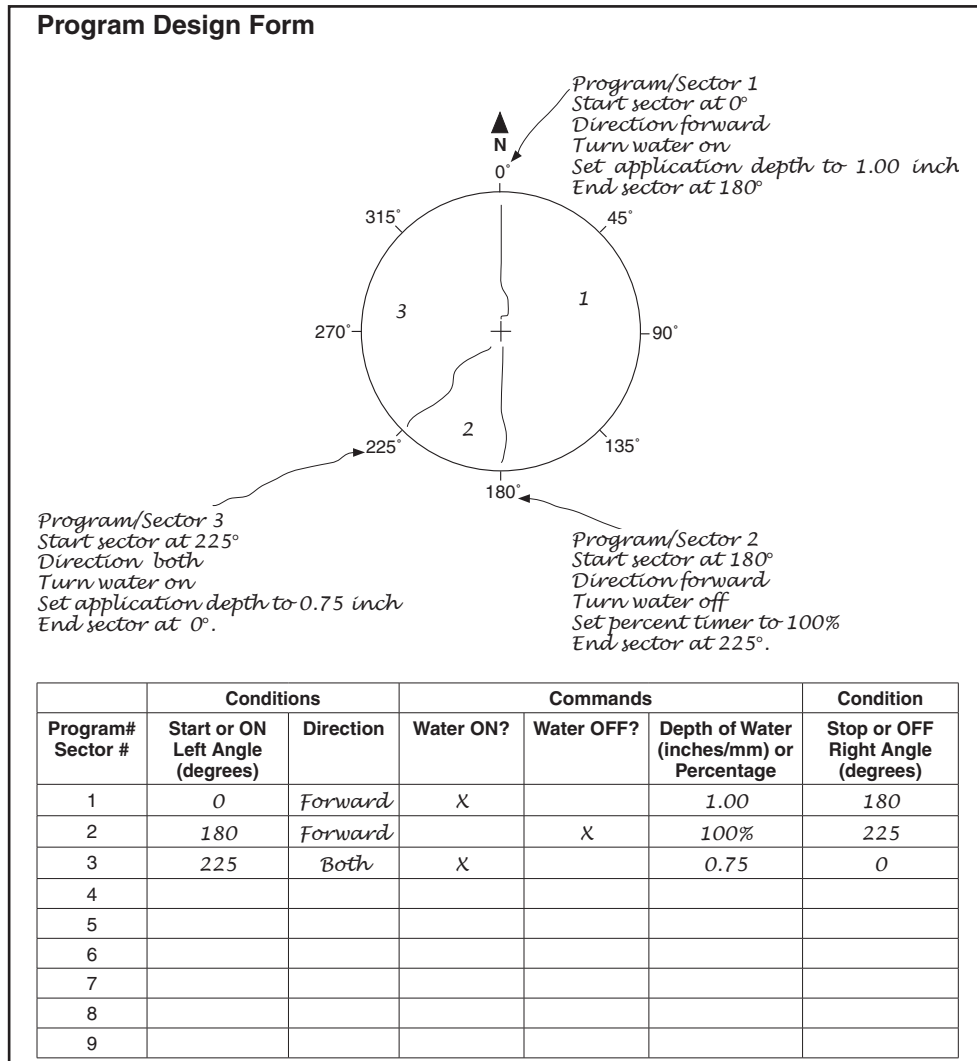 Program Design Form
Program/Sector 1
Start sector at 0°
Direction forward
Turn water on
Set application depth to 1.00 inch
End sector at 180°
N
0°
315°
45°
3
1
270°
90°
2
225°
135°
180°
Program/Sector 3
Start sector at 225°
Direction both
Turn water on
Set application depth to 0.75 inch
End sector at 0°.
Program/Sector 2
Start sector at 180°
Direction forward
Turn water off
Set percent timer to 100%
End sector at 225°.
Conditions Commands Condition
Program# Start or ON Direction Water ON? Water OFF? Depth of Water Stop or OFF
Sector # Left Angle (inches/mm) or Right Angle
(degrees) Percentage (degrees)
1 0 Forward X 1.00 180
2 180 Forward X 100% 225
3 225 Both X 0.75 0
4
5
6
7
8
9